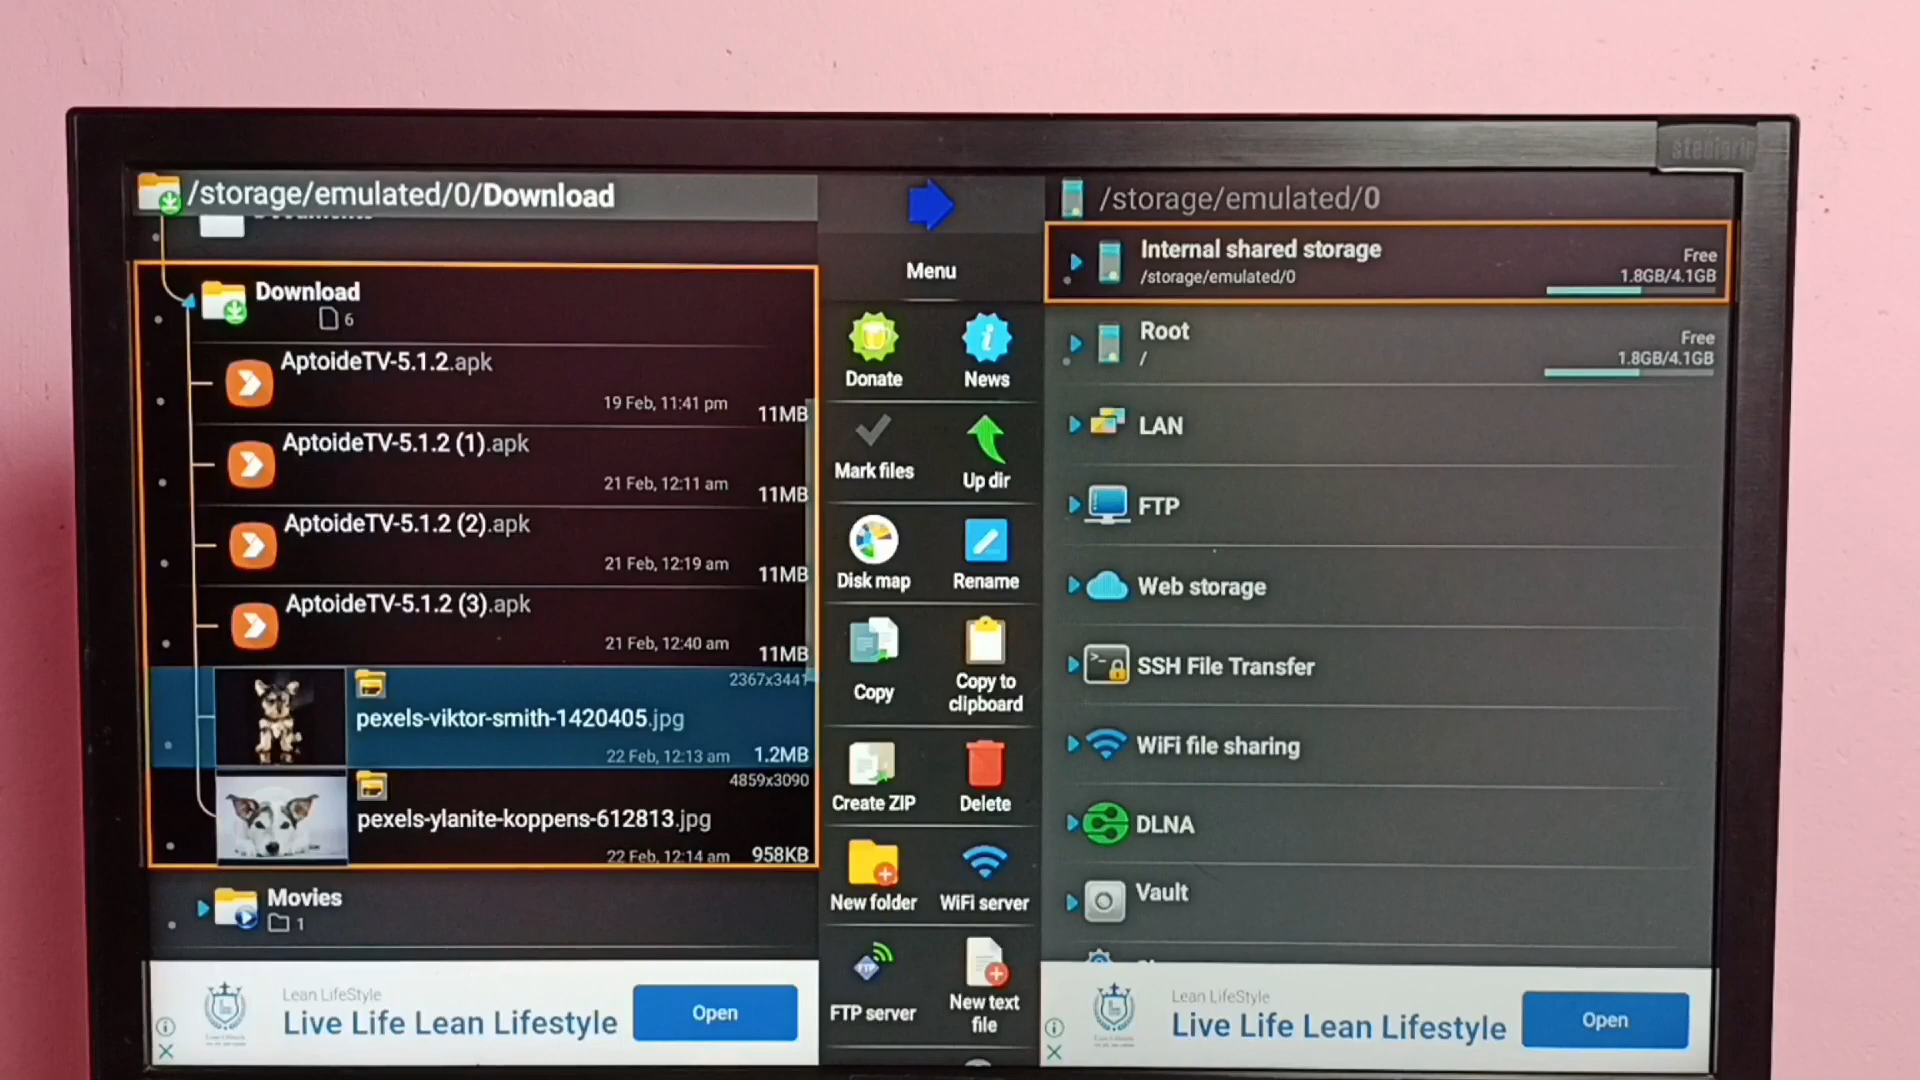 /storage/emulated/0/Download
Download
6
AptoideTV-5.1.2.apk
19 Feb, 11:41 pm
11MB
AptoideTV-5.1.2 (1).apk
21 Feb, 12:11 am
11MB
AptoideTV-5.1.2 (2).apk
21 Feb, 12:19 am
11MB
AptoideTV-5.1.2 (3).apk
21 Feb, 12:40 am
11MB
2367x3441
pexels-viktor-smith-1420405.jpg
22 Feb, 12:13 am
1.2MB
4859x3090
pexels-ylanite-koppens-612813.jpg
22 Feb, 12:14 am
958KB
Movies
1
Lean LifeStyle
Live Life Lean Lifestyle
Open
Menu
Donate
News
Mark files
Up dir
Disk map
Rename
Copy
Copy to
clipboard
Create ZIP
Delete
New folder
WiFi server
FTP
FTP server
New text
file
/storage/emulated/0
Internal shared storage
/storage/emulated/0
Free
1.8GB/4.1GB
Root
/
Free
1.8GB/4.1GB
LAN
FTP
Web storage
SSH File Transfer
WiFi file sharing
DLNA
Vault
Lean LifeStyle
Live Life Lean Lifestyle
Open